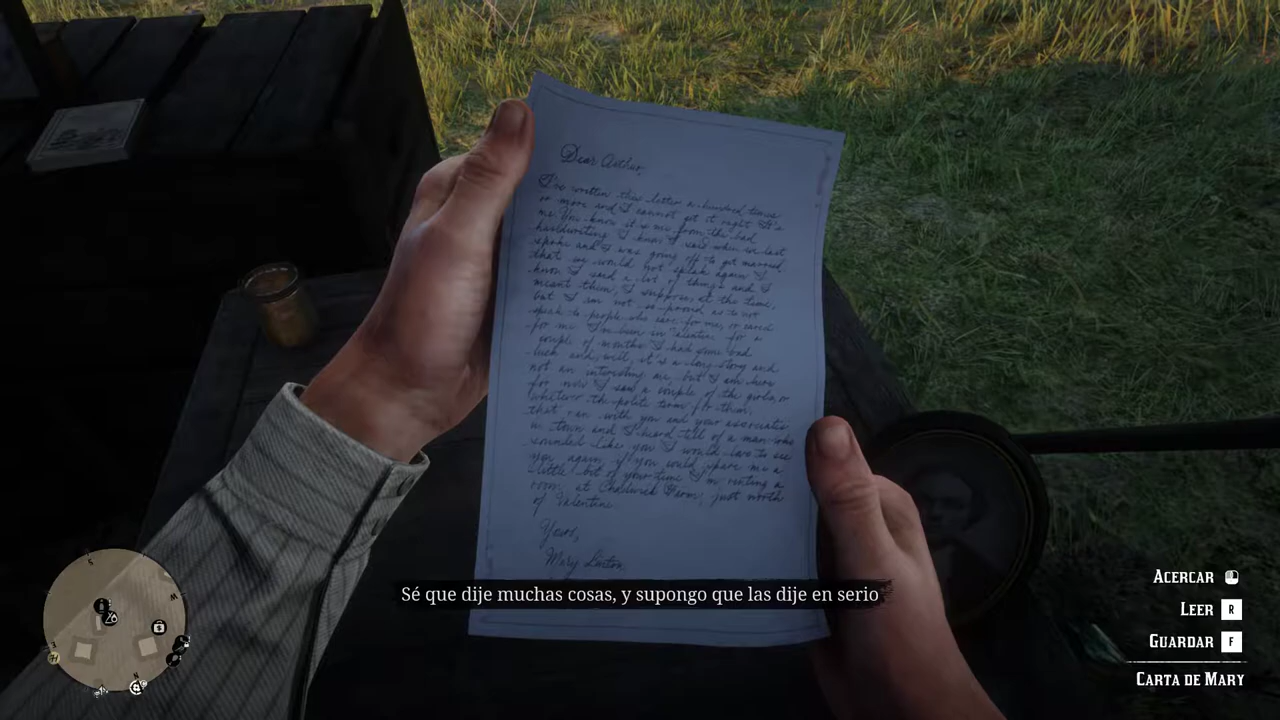 Dear Arthur,
I've written this letter a hundred times
or more and I cannot get it right. It's
me. You know it is me from the bad
handwriting. I know I said when we last
spoke and I was going off to get married
that we would not speak again. I
know I said a lot of things and I
meant them, I suppose, at the time,
but I am not so proud as to not
speak to people who care for me, or cared
for me. I've been in Valentine for a
couple of months. I had some bad
luck and, well, it's a long story and
not an interesting one, but I am here
for now. I saw a couple of the girls, or
whatever the polite term for them,
that ran with you and your associates
in town and I heard tell of a man who
sounded like you. I would love to see
you again, if you could spare me a
little bit of your time. I'm renting a
room at Chadwick Farm, just north
of Valentine.
Yours,
Mary Linton
Sé que dije muchas cosas, y supongo que las dije en serio
ACERCAR
LEER R
GUARDAR F
CARTA DE MARY